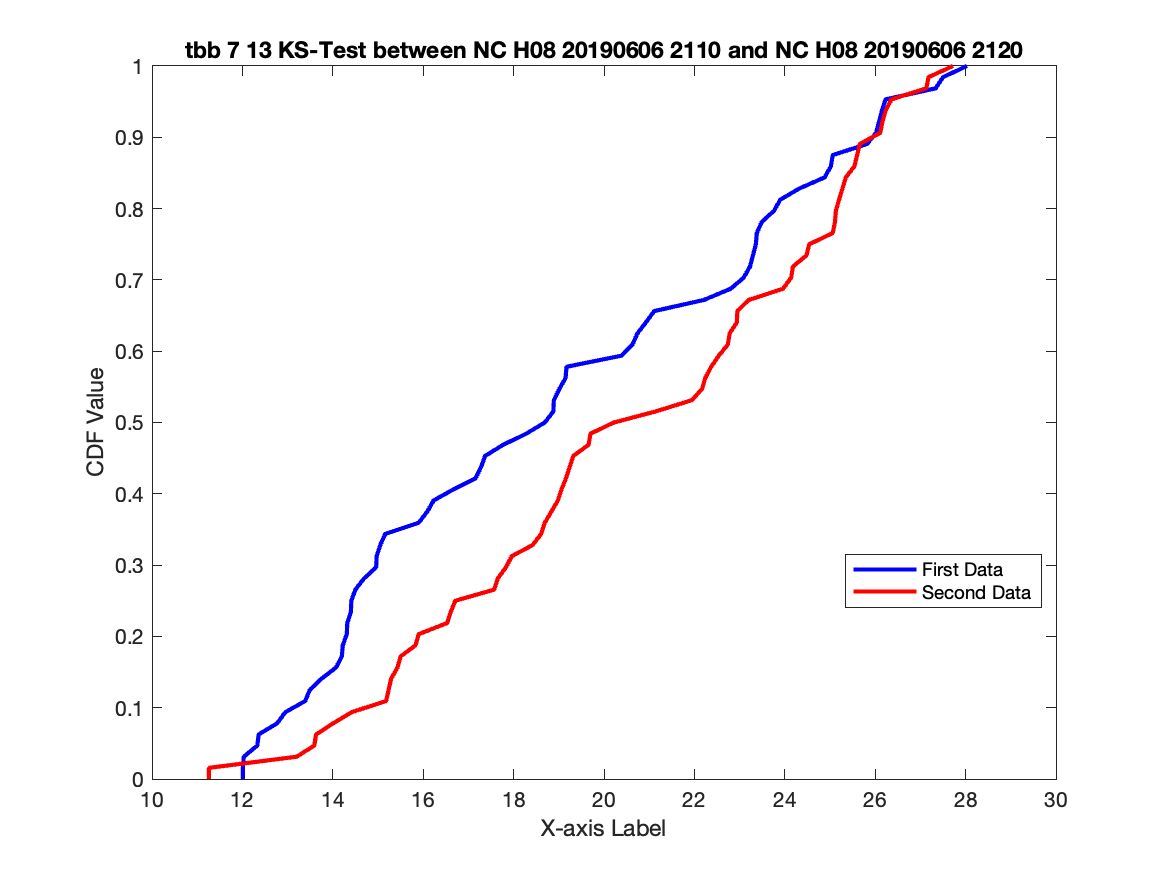 tbb 7 13 KS-Test between NC H08 20190606 2110 and NC H08 20190606 2120
1
0.9
0.8
0.7
0.6
0.5
0.4
0.3
0.2
0.1
0
CDF Value
First Data
Second Data
10 12 14 16 18 20 22 24 26 28 30
X-axis Label